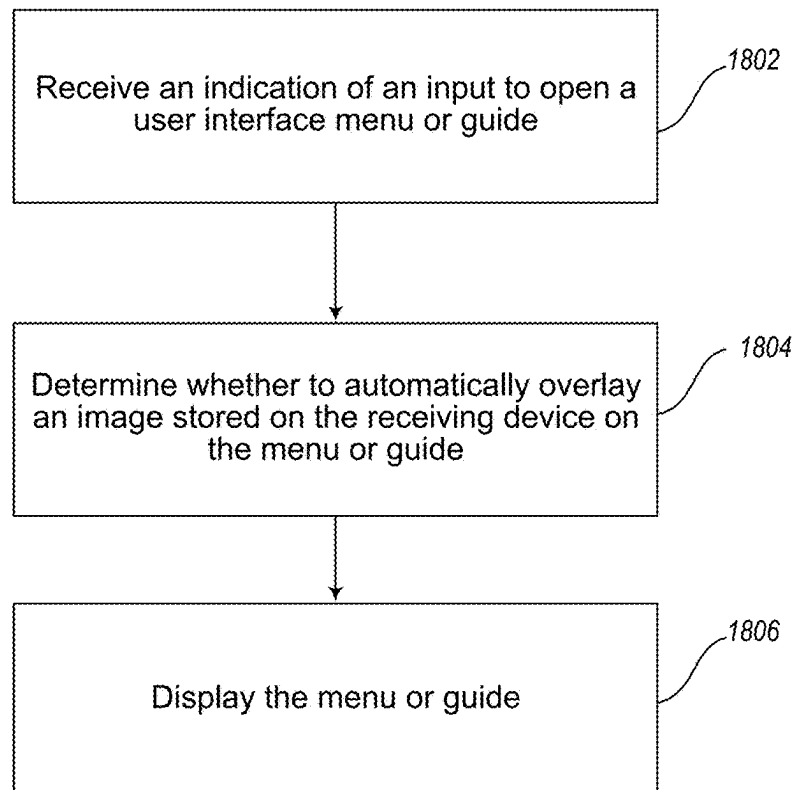 Receive an indication of an input to open a
user interface menu or guide
1802
Determine whether to automatically overlay
an image stored on the receiving device on
the menu or guide
1804
Display the menu or guide
1806